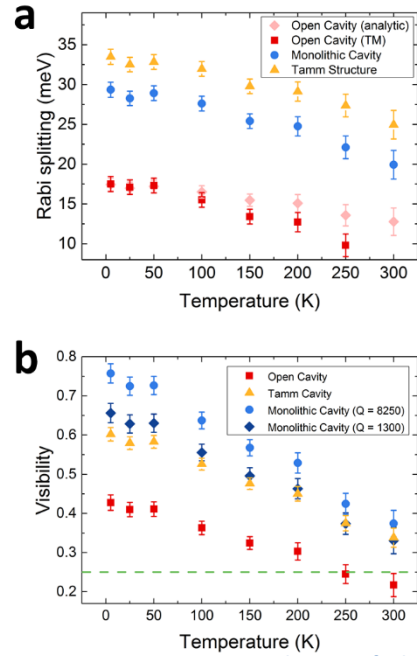 a
Open Cavity (analytic)
Open Cavity (TM)
Monolithic Cavity
Tamm Structure
Rabi splitting (meV)
35
30
25
20
15
10
0 50 100 150 200 250 300
Temperature (K)
b
Open Cavity
Tamm Cavity
Monolithic Cavity (Q = 8250)
Monolithic Cavity (Q = 1300)
Visibility
0.8
0.7
0.6
0.5
0.4
0.3
0.2
0 50 100 150 200 250 300
Temperature (K)